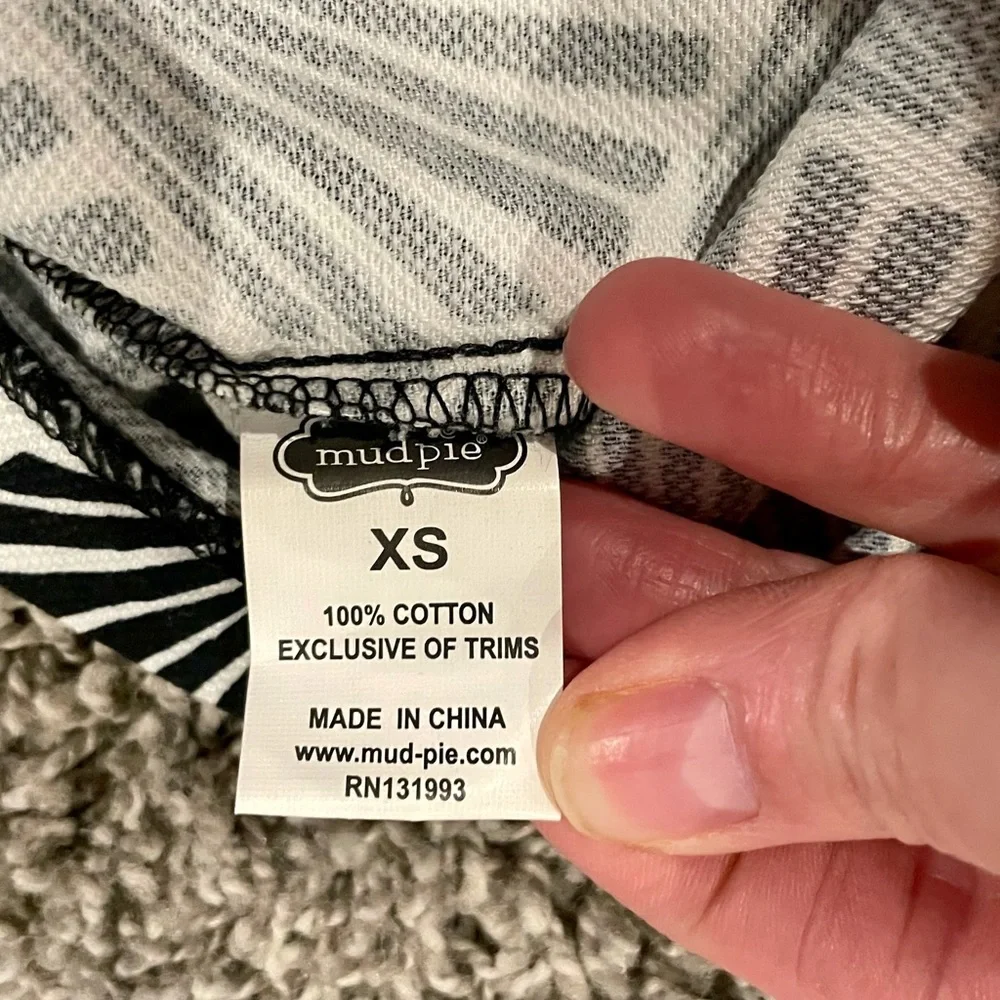 mudpie®
XS
100% COTTON
EXCLUSIVE OF TRIMS
MADE IN CHINA
www.mud-pie.com
RN131993